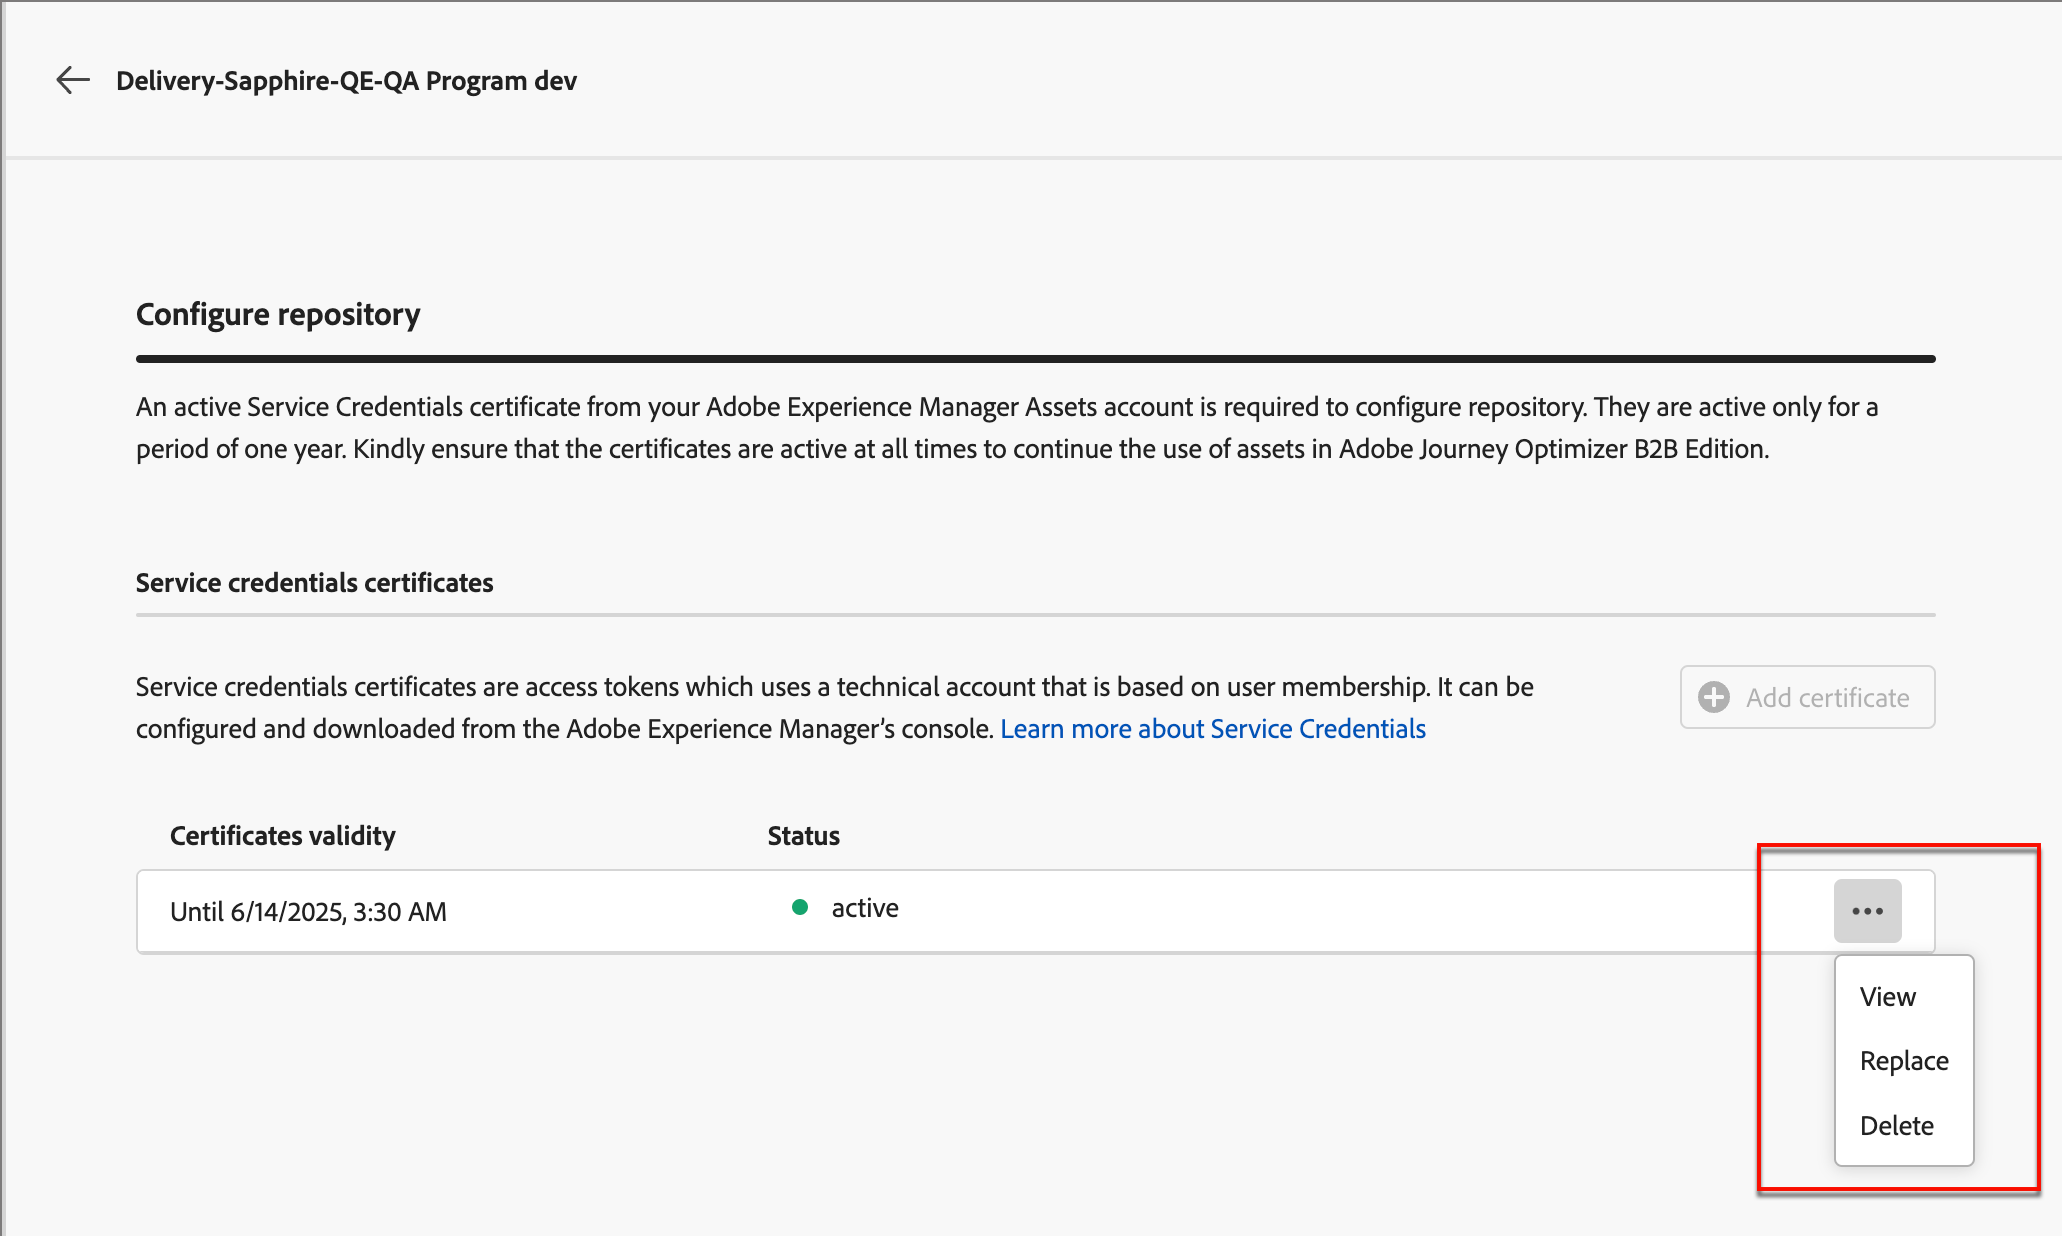 Delivery-Sapphire-QE-QA Program dev
Configure repository
An active Service Credentials certificate from your Adobe Experience Manager Assets account is required to configure repository. They are active only for a
period of one year. Kindly ensure that the certificates are active at all times to continue the use of assets in Adobe Journey Optimizer B2B Edition.
Service credentials certificates
Service credentials certificates are access tokens which uses a technical account that is based on user membership. It can be
configured and downloaded from the Adobe Experience Manager’s console. Learn more about Service Credentials
Add certificate
Certificates validity
Status
Until 6/14/2025, 3:30 AM
active
View
Replace
Delete